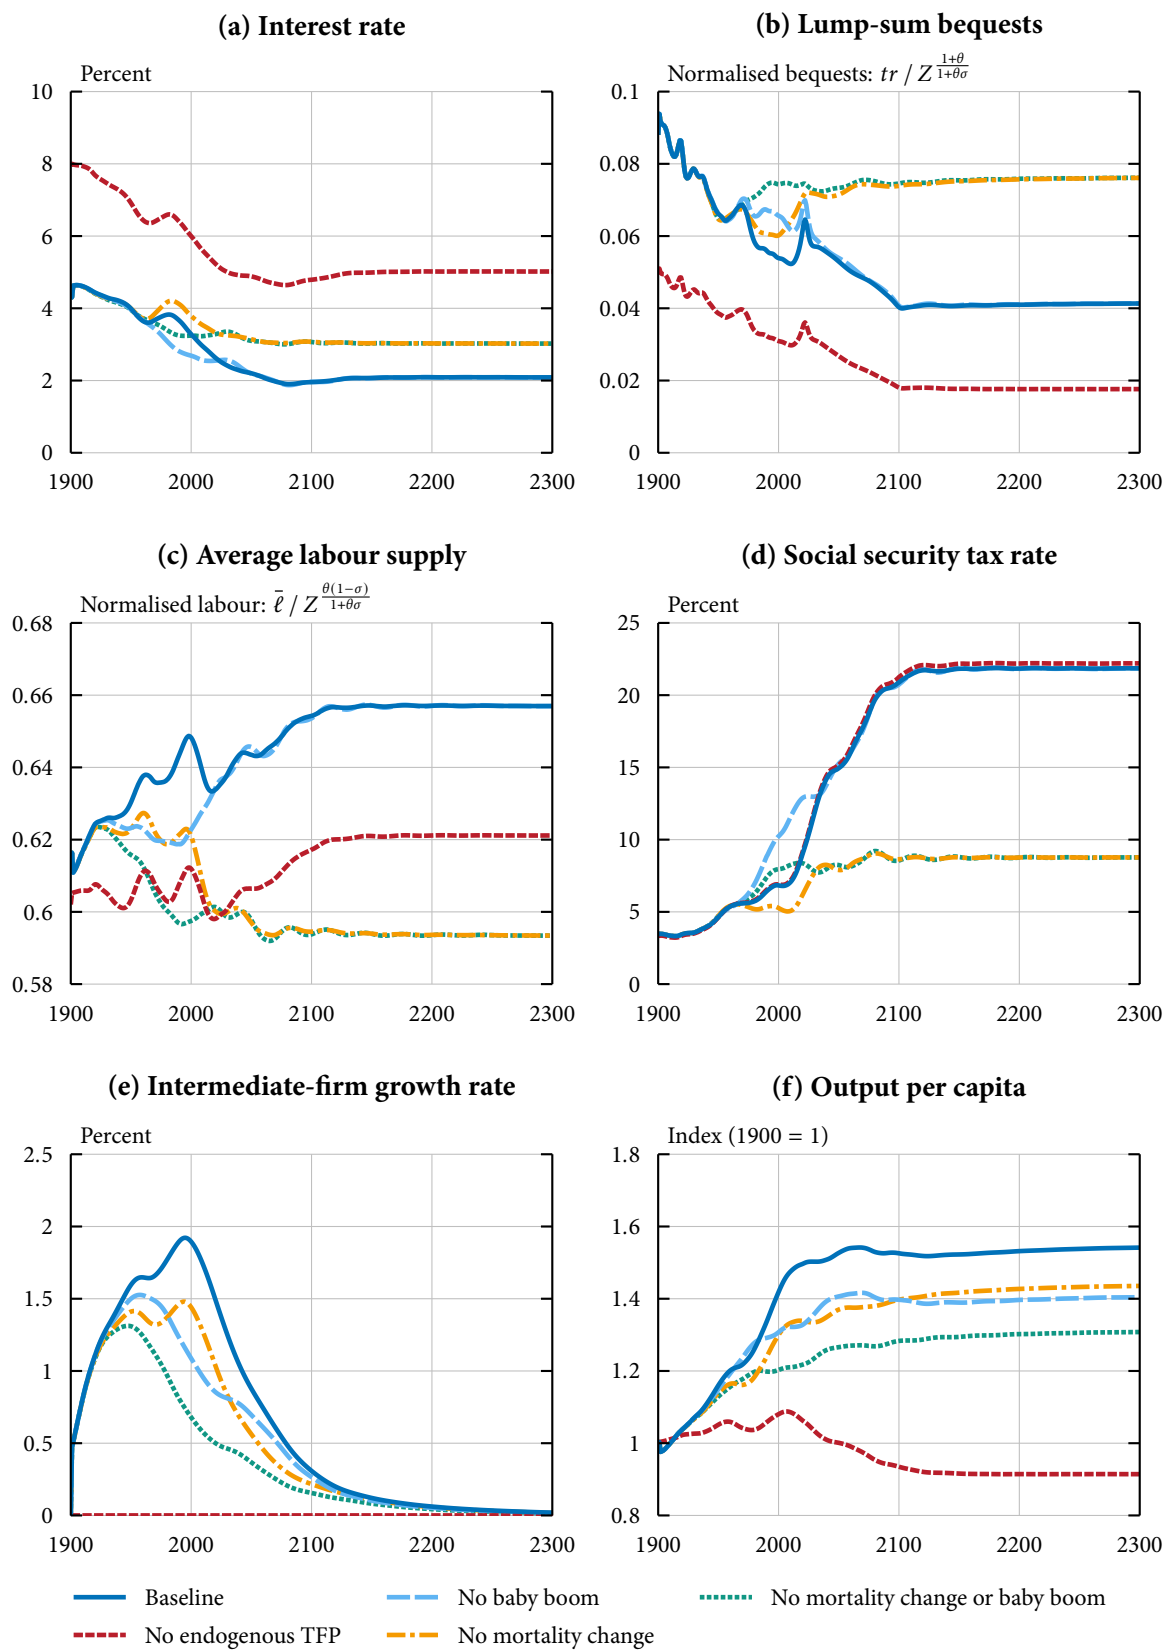 (a) Interest rate
Percent
10
8
6
4
2
0
1900 2000 2100 2200 2300
(b) Lump-sum bequests
Normalised bequests: tr / Z^{\frac{1+θ}{1+θσ}}
0.1
0.08
0.06
0.04
0.02
0
1900 2000 2100 2200 2300
(c) Average labour supply
Normalised labour: \bar{ℓ} / Z^{\frac{θ(1−σ)}{1+θσ}}
0.68
0.66
0.64
0.62
0.6
0.58
1900 2000 2100 2200 2300
(d) Social security tax rate
Percent
25
20
15
10
5
0
1900 2000 2100 2200 2300
(e) Intermediate-firm growth rate
Percent
2.5
2
1.5
1
0.5
0
1900 2000 2100 2200 2300
(f) Output per capita
Index (1900 = 1)
1.8
1.6
1.4
1.2
1
0.8
1900 2000 2100 2200 2300
Baseline No baby boom No mortality change or baby boom
No endogenous TFP No mortality change